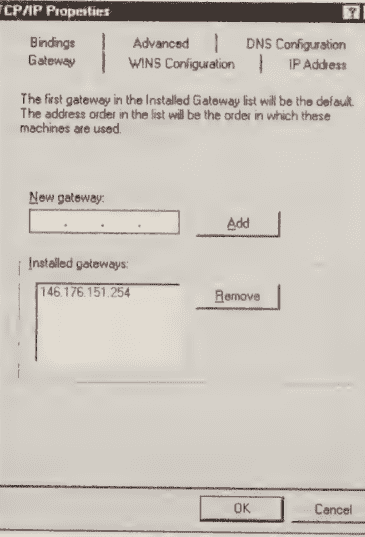 TCP/IP Properties
Bindings Advanced DNS Configuration
Gateway WINS Configuration IP Address
The first gateway in the Installed Gateway list will be the default.
The address order in the list will be the order in which these
machines are used.
New gateway:
. . .
Add
Installed gateways:
146.176.151.254
Remove
OK Cancel